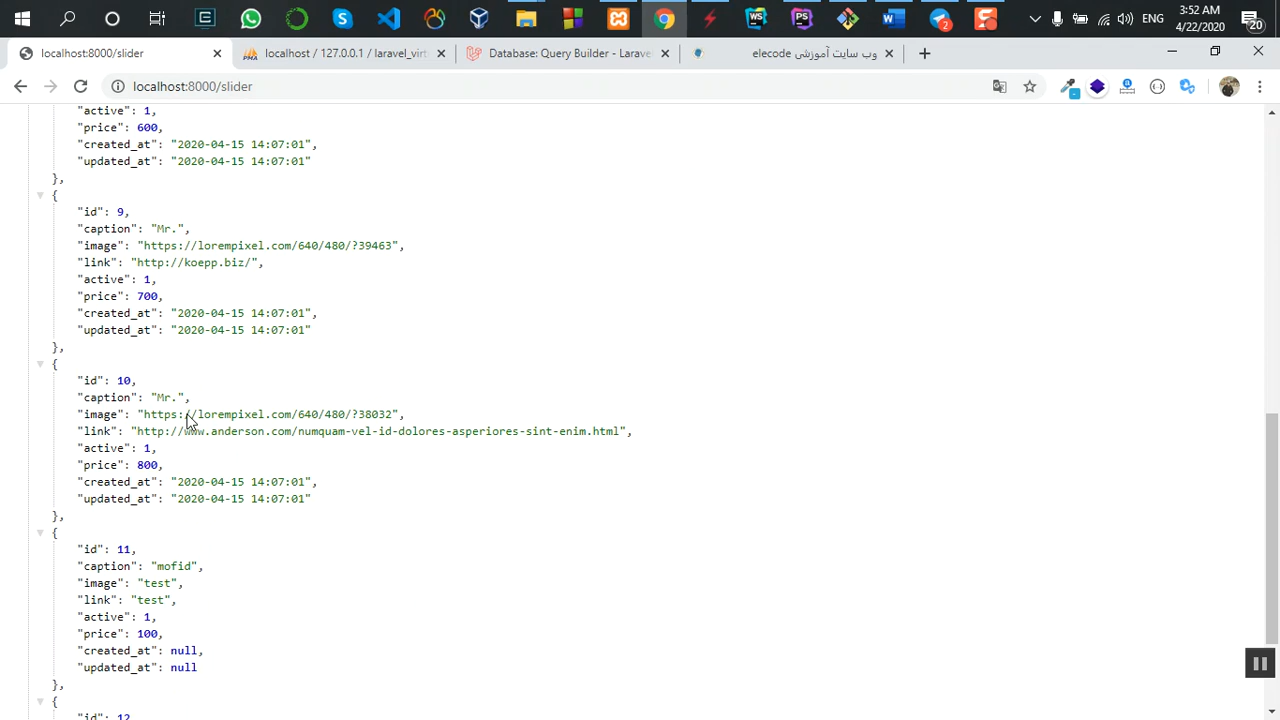 ENG
3:52 AM
4/22/2020
20
2
localhost:8000/slider
localhost / 127.0.0.1 / laravel_virt
Database: Query Builder - Larave
وب سایت آموزشی elecode
localhost:8000/slider
"active": 1,
"price": 600,
"created_at": "2020-04-15 14:07:01",
"updated_at": "2020-04-15 14:07:01"
},
{
"id": 9,
"caption": "Mr.",
"image": "https://lorempixel.com/640/480/?39463",
"link": "http://koepp.biz/",
"active": 1,
"price": 700,
"created_at": "2020-04-15 14:07:01",
"updated_at": "2020-04-15 14:07:01"
},
{
"id": 10,
"caption": "Mr.",
"image": "https://lorempixel.com/640/480/?38032",
"link": "http://www.anderson.com/numquam-vel-id-dolores-asperiores-sint-enim.html",
"active": 1,
"price": 800,
"created_at": "2020-04-15 14:07:01",
"updated_at": "2020-04-15 14:07:01"
},
{
"id": 11,
"caption": "mofid",
"image": "test",
"link": "test",
"active": 1,
"price": 100,
"created_at": null,
"updated_at": null
},
{
"id": 12